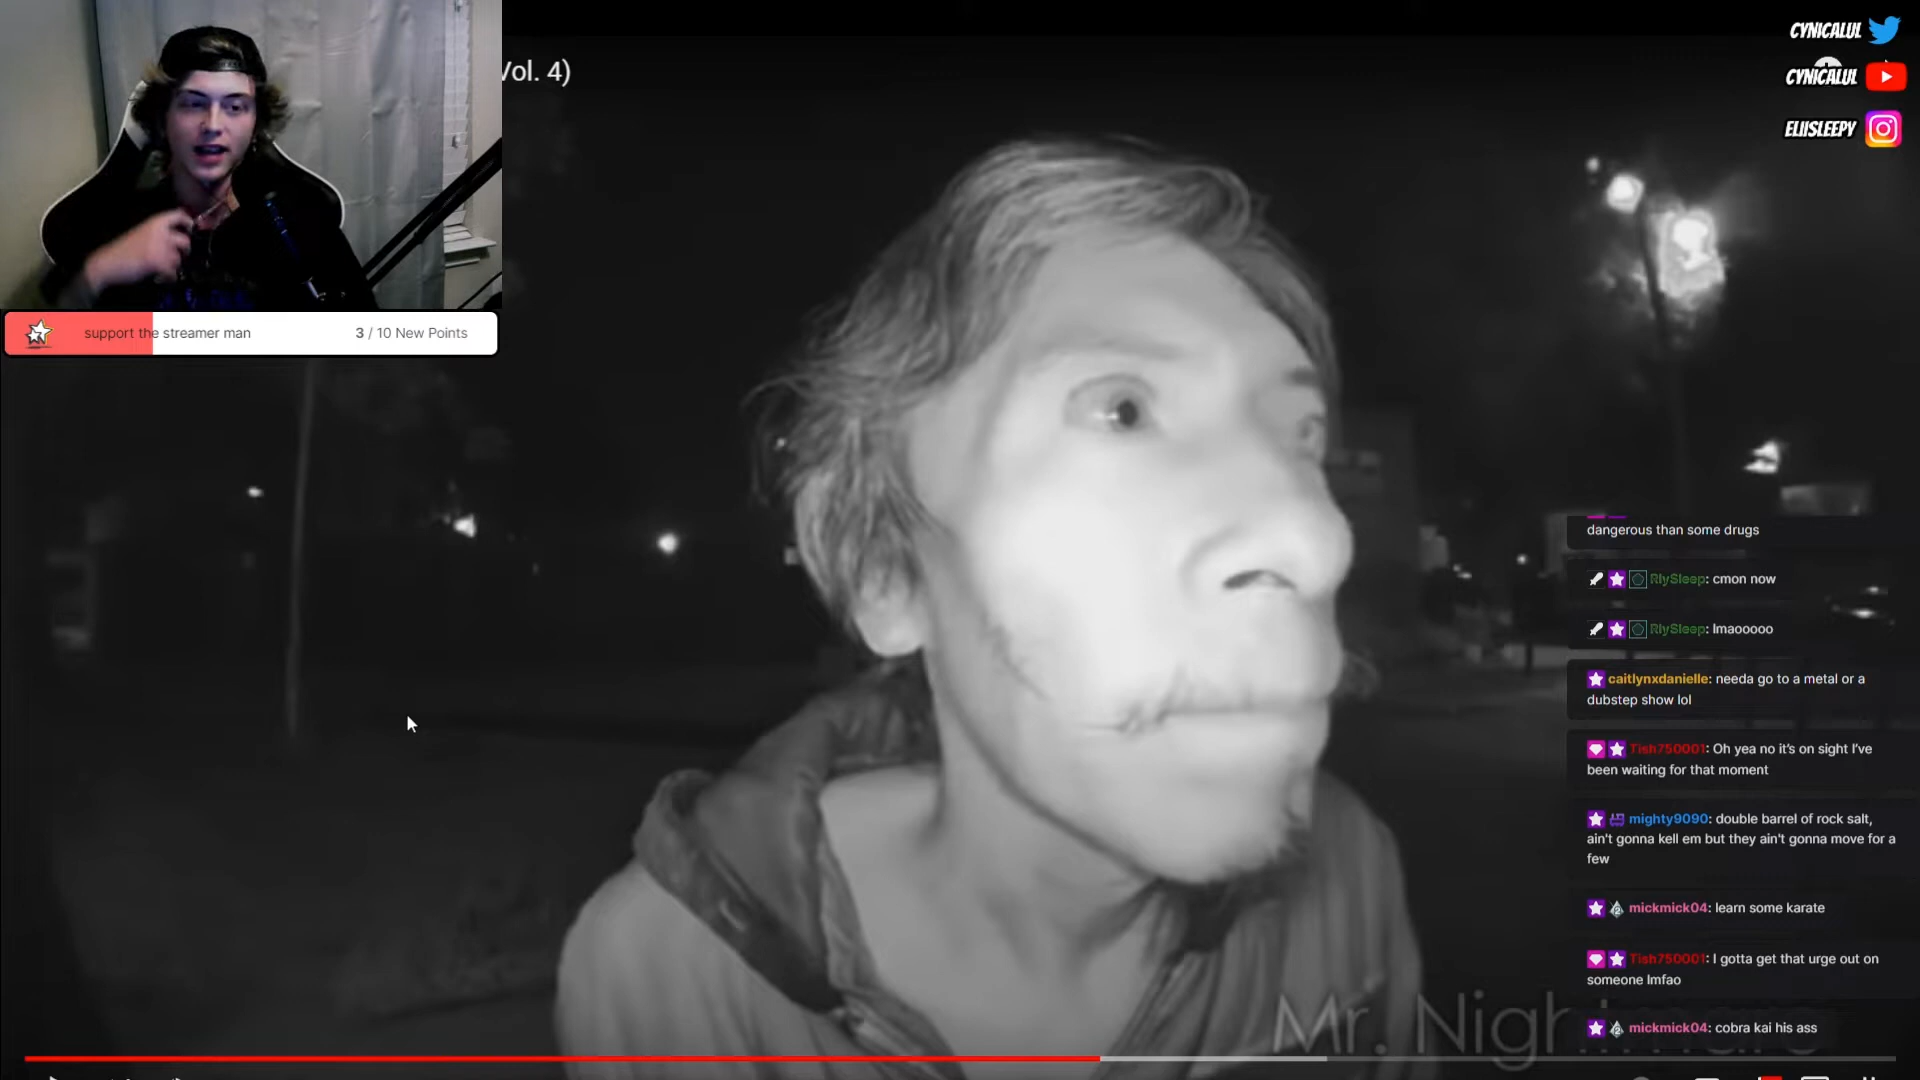 Vol. 4)
CYNICALUL
CYNICALUL
ELIISLEEPY
support the streamer man
3 / 10 New Points
dangerous than some drugs
RlySleep: cmon now
RlySleep: lmaooooo
caitlynxdanielle: needa go to a metal or a
dubstep show lol
Tish750001: Oh yea no it's on sight I've
been waiting for that moment
mighty9090: double barrel of rock salt,
ain't gonna kell em but they ain't gonna move for a
few
mickmick04: learn some karate
Tish750001: I gotta get that urge out on
someone lmfao
mickmick04: cobra kai his ass
Mr. Nightmare